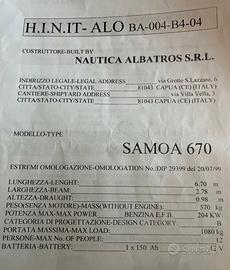 H.I.N.IT- ALO BA-004-B4-04
COSTRUTTORE-BUILT BY
NAUTICA ALBATROS S.R.L.
INDIRIZZO LEGALE-LEGAL ADDRESS via Grotte S.Lazzaro, 6
CITTA/STATO-CITY/STATE 81043 CAPUA (CE) (ITALY)
CANTIERE-SHIPYARD ADDRESS via Villa Vella, 3
CITTA/STATO-CITY/STATE 81043 CAPUA (CE) (ITALY)
MODELLO-TYPE
SAMOA 670
ESTREMI OMOLOGAZIONE-OMOLOGATION No.:DIP 29399 del 20/07/99
LUNGHEZZA-LENGHT 6.70 m
LARGHEZZA-BEAM 2.78 m
ALTEZZA-DRAUGHT 0.98 m
PESO(SENZA MOTORE)-MASS(WITHOUT ENGINE) 570 kg
POTENZA MAX-MAX POWER BENZINA E.F.B. 204 KW
CATEGORIA DI PROGETTAZIONE-DESIGN CATEGORY B
PORTATA MASSIMA-MAX LOAD 1080 kg
PERSONE-MAX No. OF PERSONE 12
BATTERIA-BATTERY: 1 x 150 Ah 12 V